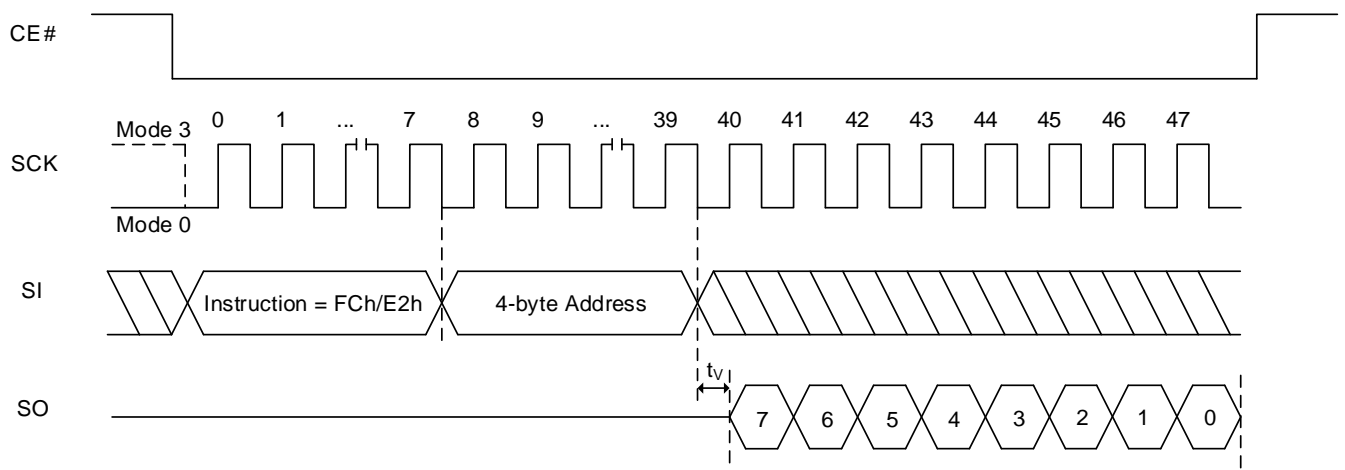 CE#
0 1 ... 7 8 9 ... 39 40 41 42 43 44 45 46 47
Mode 3
SCK
Mode 0
SI
Instruction = FCh/E2h
4-byte Address
tV
SO
7 6 5 4 3 2 1 0